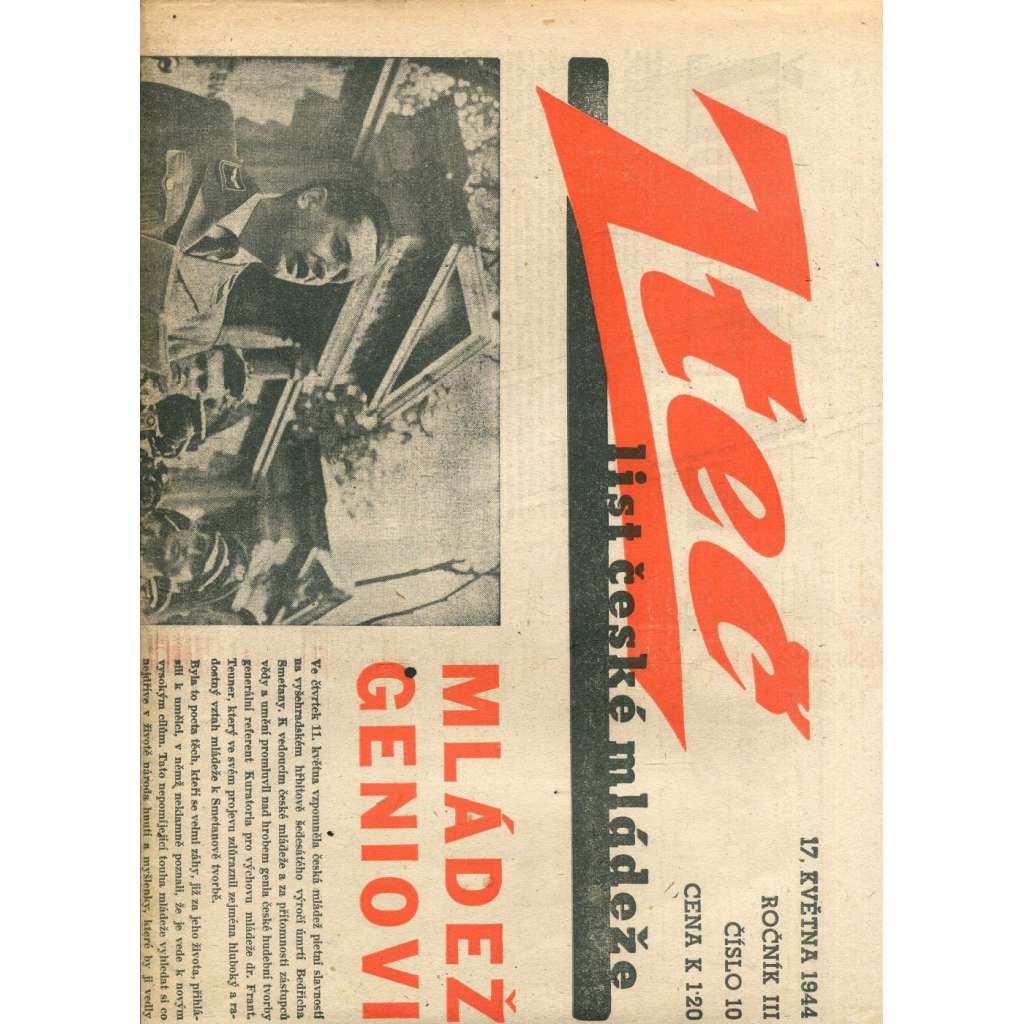 Zteč
list české mládeže
17. KVĚTNA 1944
ROČNÍK III
ČÍSLO 10
CENA K 1·20
MLÁDEŽ
GENIOVI
Ve čtvrtek 11. května vzpomněla česká mládež pietní slavností
na vyšehradském hřbitově šedesátého výročí úmrtí Bedřicha
Smetany. K vedoucím české mládeže a za přítomnosti zástupců
vědy a umění promluvil nad hrobem genia české hudební tvorby
generální referent Kuratoria pro výchovu mládeže dr. Frant.
Teuner, který ve svém projevu zdůraznil zejména hluboký a ra-
dostný vztah mládeže k Smetanově tvorbě.
Byla to pocta těch, kteří se velmi záhy, již za jeho života, přihlá-
sili k umělci, v němž neklamně poznali, že je vede k novým
vysokým cílům. Tato nepomíjející touha mládeže vyhledat si co
nejdříve v životě národa hnutí a myšlenky, které by ji vedly